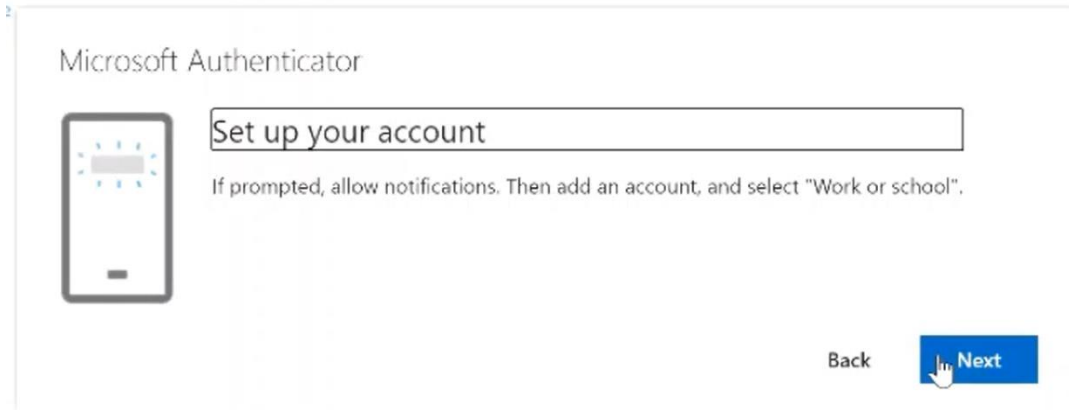 Microsoft Authenticator
Set up your account
If prompted, allow notifications. Then add an account, and select "Work or school".
Back
Next